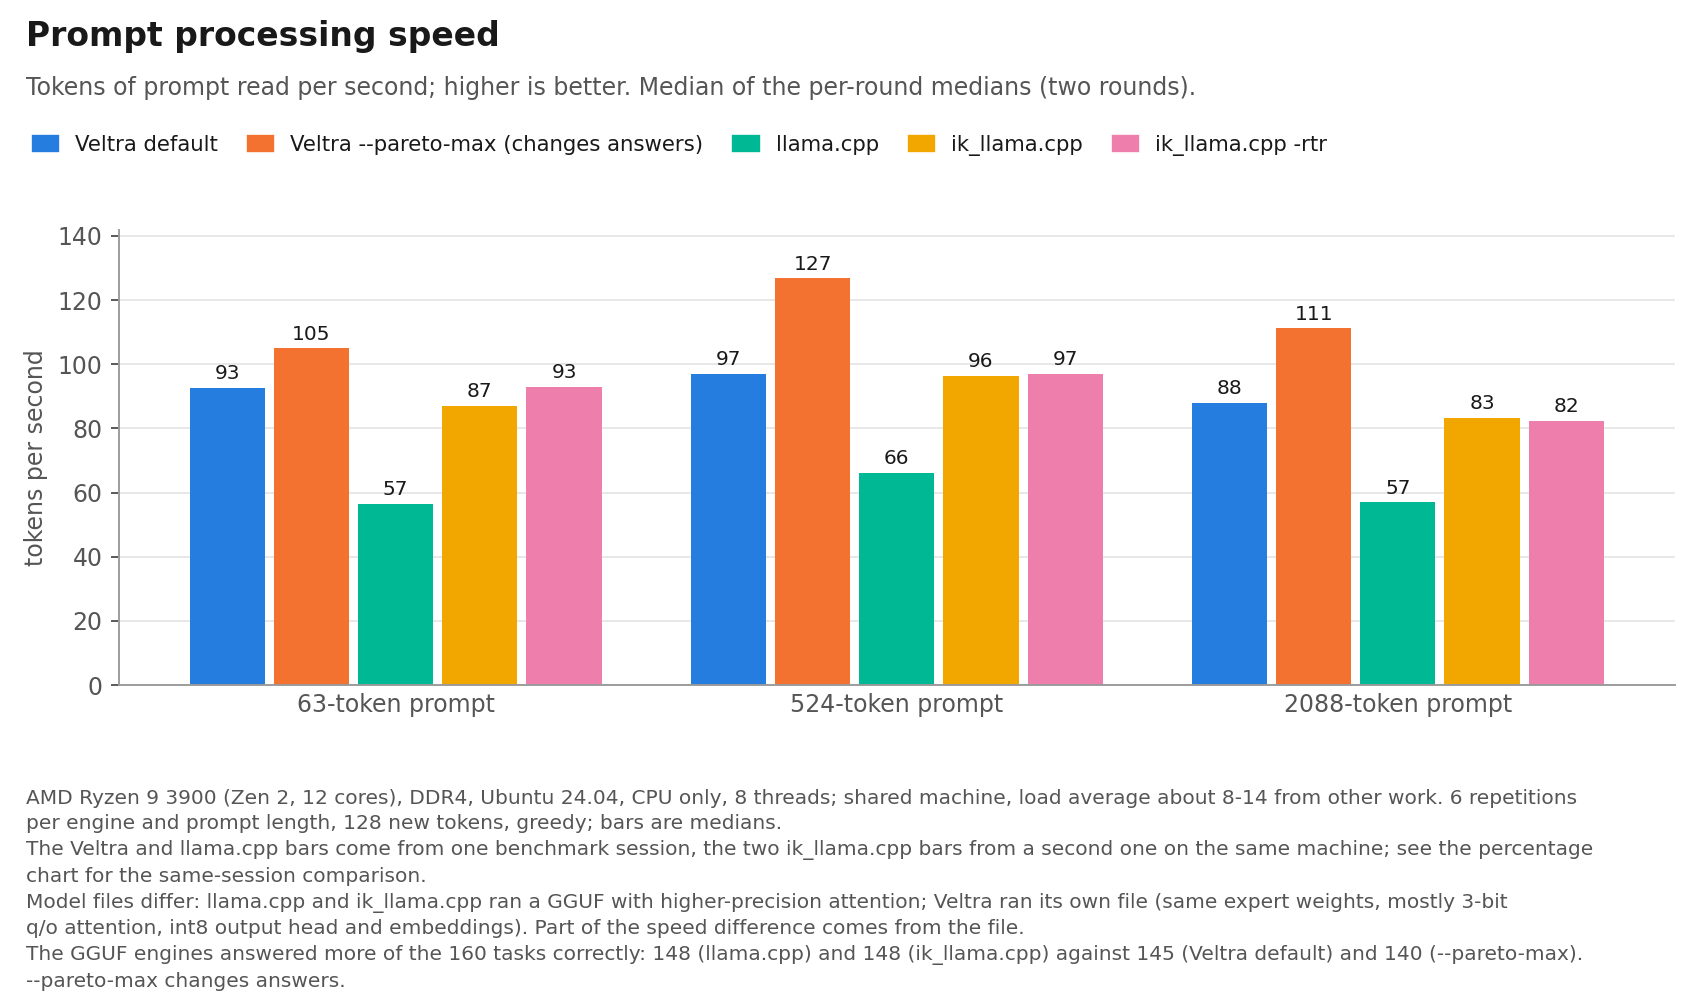 Prompt processing speed
Tokens of prompt read per second; higher is better. Median of the per-round medians (two rounds).
Veltra default
Veltra --pareto-max (changes answers)
llama.cpp
ik_llama.cpp
ik_llama.cpp -rtr
tokens per second
140
120
100
80
60
40
20
0
93
105
57
87
93
97
127
66
96
97
88
111
57
83
82
63-token prompt
524-token prompt
2088-token prompt
AMD Ryzen 9 3900 (Zen 2, 12 cores), DDR4, Ubuntu 24.04, CPU only, 8 threads; shared machine, load average about 8-14 from other work. 6 repetitions
per engine and prompt length, 128 new tokens, greedy; bars are medians.
The Veltra and llama.cpp bars come from one benchmark session, the two ik_llama.cpp bars from a second one on the same machine; see the percentage
chart for the same-session comparison.
Model files differ: llama.cpp and ik_llama.cpp ran a GGUF with higher-precision attention; Veltra ran its own file (same expert weights, mostly 3-bit
q/o attention, int8 output head and embeddings). Part of the speed difference comes from the file.
The GGUF engines answered more of the 160 tasks correctly: 148 (llama.cpp) and 148 (ik_llama.cpp) against 145 (Veltra default) and 140 (--pareto-max).
--pareto-max changes answers.